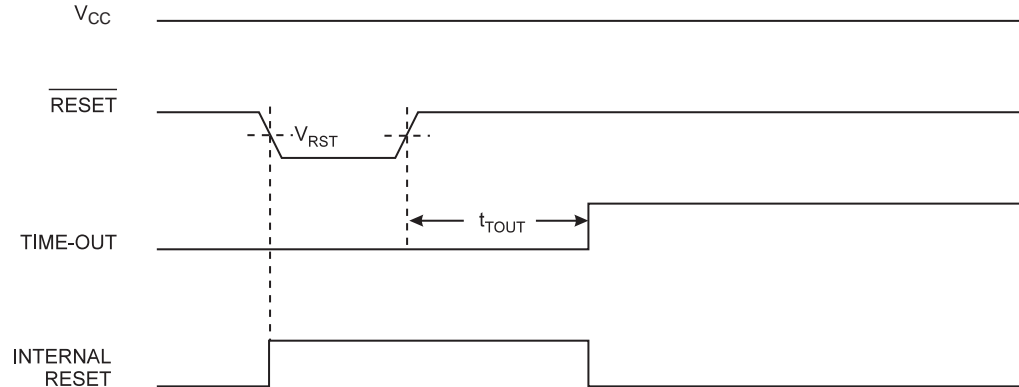 VCC
RESET
VRST
tTOUT
TIME-OUT
INTERNAL
RESET